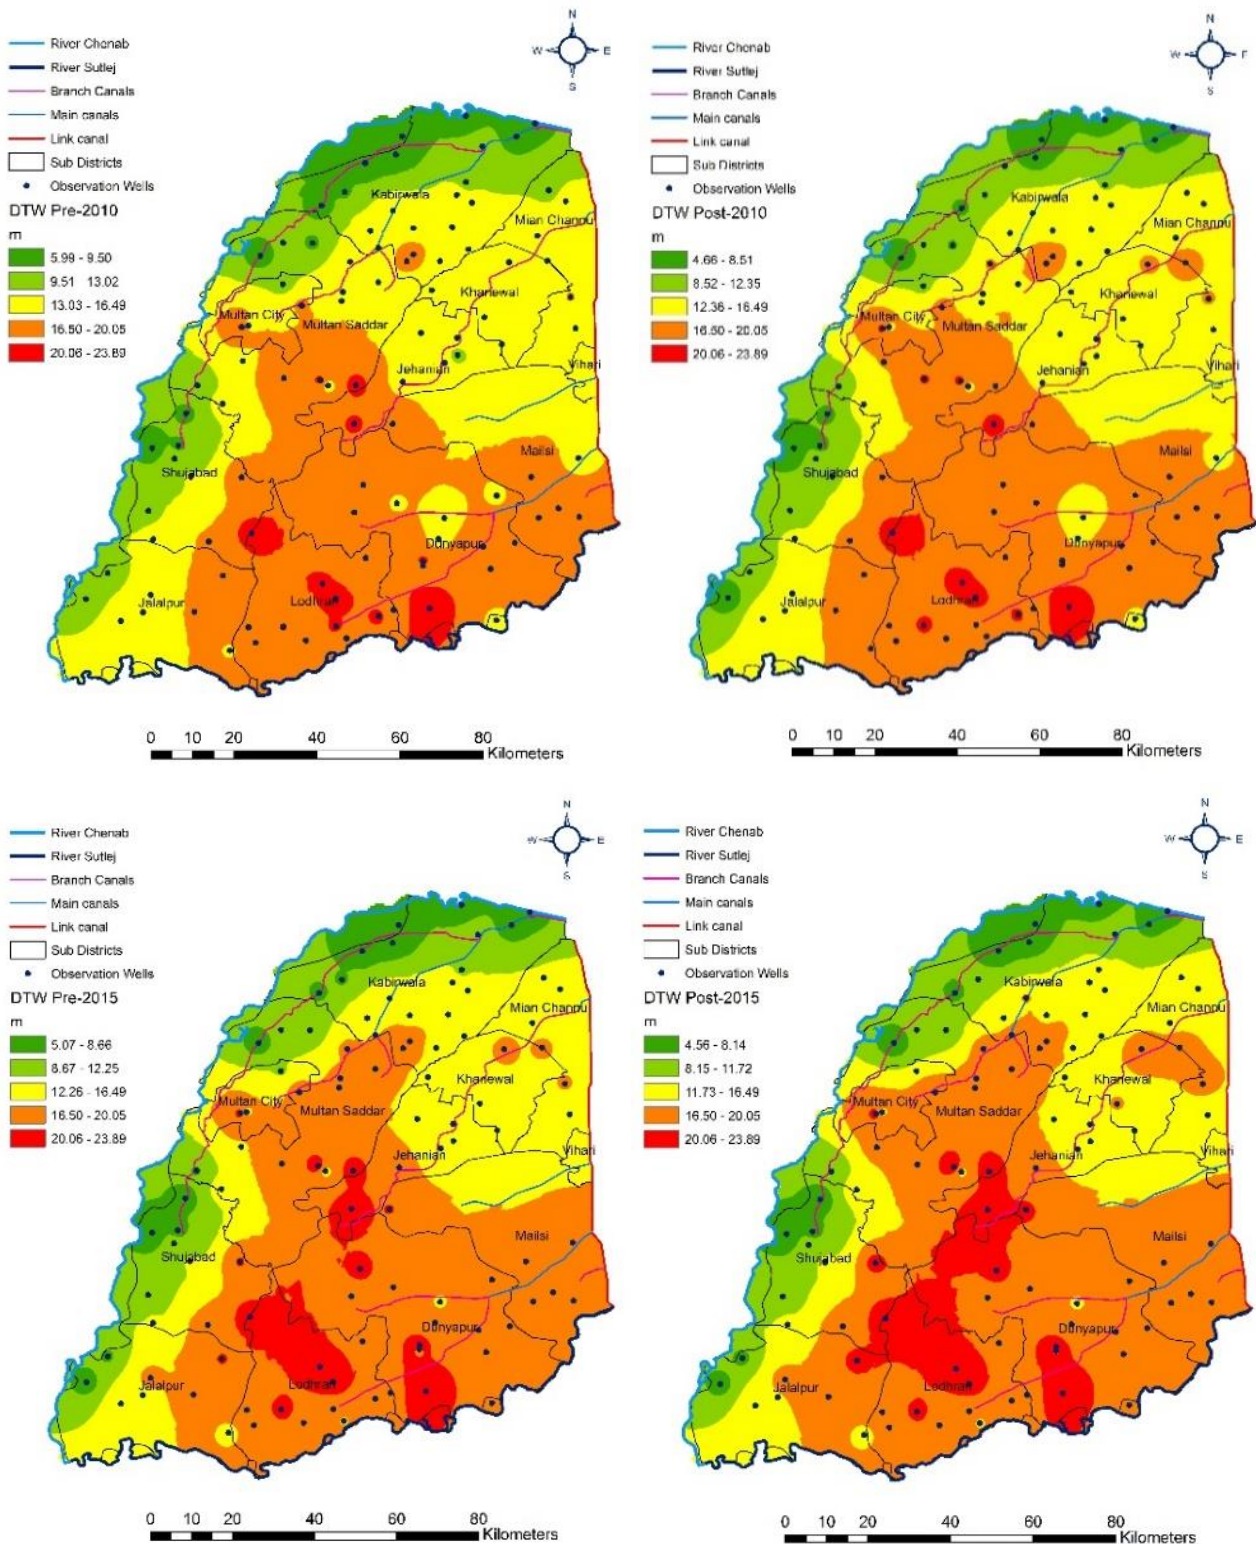 N
W E
S
River Chenab
River Sutlej
Branch Canals
Main canals
Link canal
Sub Districts
Observation Wells
DTW Pre-2010
m
5.99 - 9.50
9.51 - 13.02
13.03 - 16.49
16.50 - 20.05
20.06 - 23.89
Kabirwala
Mian Channu
Khanewal
Multan City
Multan Saddar
Jehanian
Vihari
Mailsi
Shujabad
Dunyapur
Jalalpur
Lodhran
0 10 20 40 60 80
Kilometers
N
W E
S
River Chenab
River Sutlej
Branch Canals
Main canals
Link canal
Sub Districts
Observation Wells
DTW Post-2010
m
4.66 - 8.51
8.52 - 12.35
12.36 - 16.49
16.50 - 20.05
20.06 - 23.89
Kabirwala
Mian Channu
Khanewal
Multan City
Multan Saddar
Jehanian
Vihari
Mailsi
Shujabad
Dunyapur
Jalalpur
Lodhran
0 10 20 40 60 80
Kilometers
N
W E
S
River Chenab
River Sutlej
Branch Canals
Main canals
Link canal
Sub Districts
Observation Wells
DTW Pre-2015
m
5.07 - 8.66
8.67 - 12.25
12.26 - 16.49
16.50 - 20.05
20.06 - 23.89
Kabirwala
Mian Channu
Khanewal
Multan City
Multan Saddar
Jehanian
Vihari
Mailsi
Shujabad
Dunyapur
Jalalpur
Lodhran
0 10 20 40 60 80
Kilometers
N
W E
S
River Chenab
River Sutlej
Branch Canals
Main canals
Link canal
Sub Districts
Observation Wells
DTW Post-2015
m
4.56 - 8.14
8.15 - 11.72
11.73 - 16.49
16.50 - 20.05
20.06 - 23.89
Kabirwala
Mian Channu
Khanewal
Multan City
Multan Saddar
Jehanian
Vihari
Mailsi
Shujabad
Dunyapur
Jalalpur
Lodhran
0 10 20 40 60 80
Kilometers